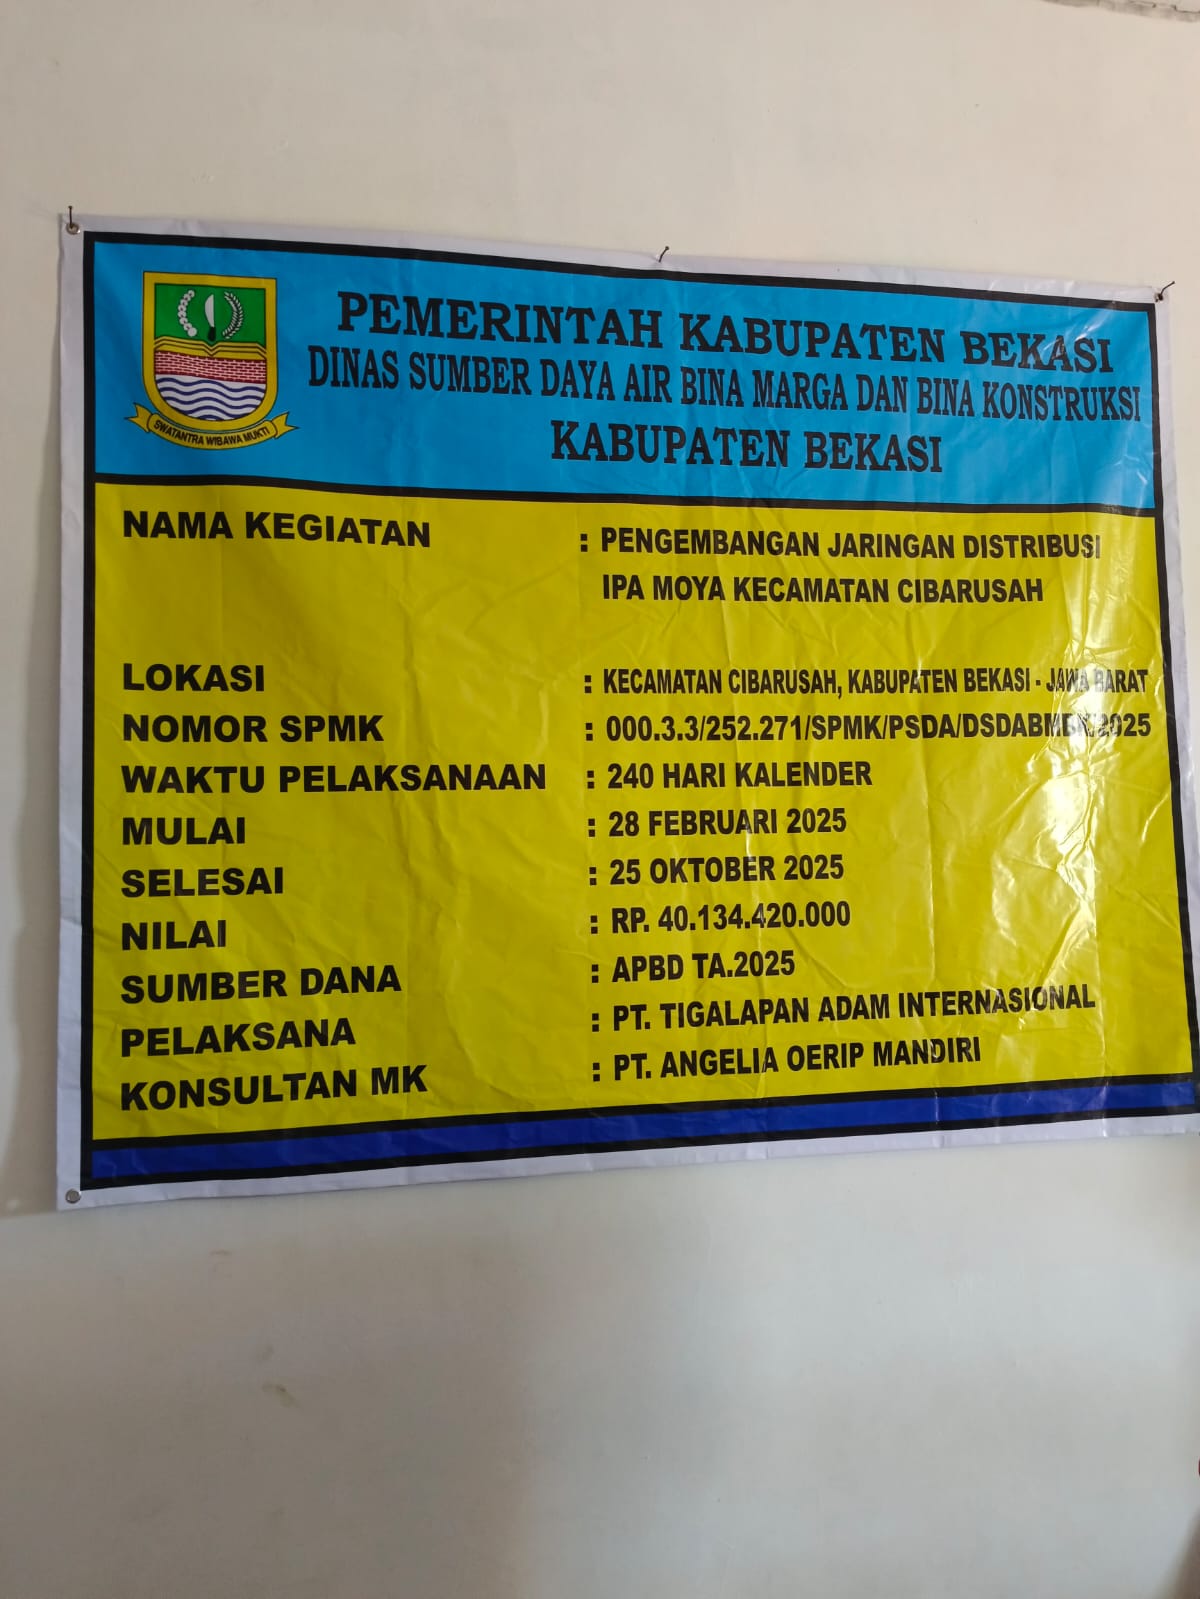 PEMERINTAH KABUPATEN BEKASI
DINAS SUMBER DAYA AIR BINA MARGA DAN BINA KONSTRUKSI
KABUPATEN BEKASI
SWATANTRA WIBAWA MUKTI
NAMA KEGIATAN : PENGEMBANGAN JARINGAN DISTRIBUSI
IPA MOYA KECAMATAN CIBARUSAH
LOKASI : KECAMATAN CIBARUSAH, KABUPATEN BEKASI - JAWA BARAT
NOMOR SPMK : 000.3.3/252.271/SPMK/PSDA/DSDABMBK/2025
WAKTU PELAKSANAAN : 240 HARI KALENDER
MULAI : 28 FEBRUARI 2025
SELESAI : 25 OKTOBER 2025
NILAI : RP. 40.134.420.000
SUMBER DANA : APBD TA.2025
PELAKSANA : PT. TIGALAPAN ADAM INTERNASIONAL
KONSULTAN MK : PT. ANGELIA OERIP MANDIRI